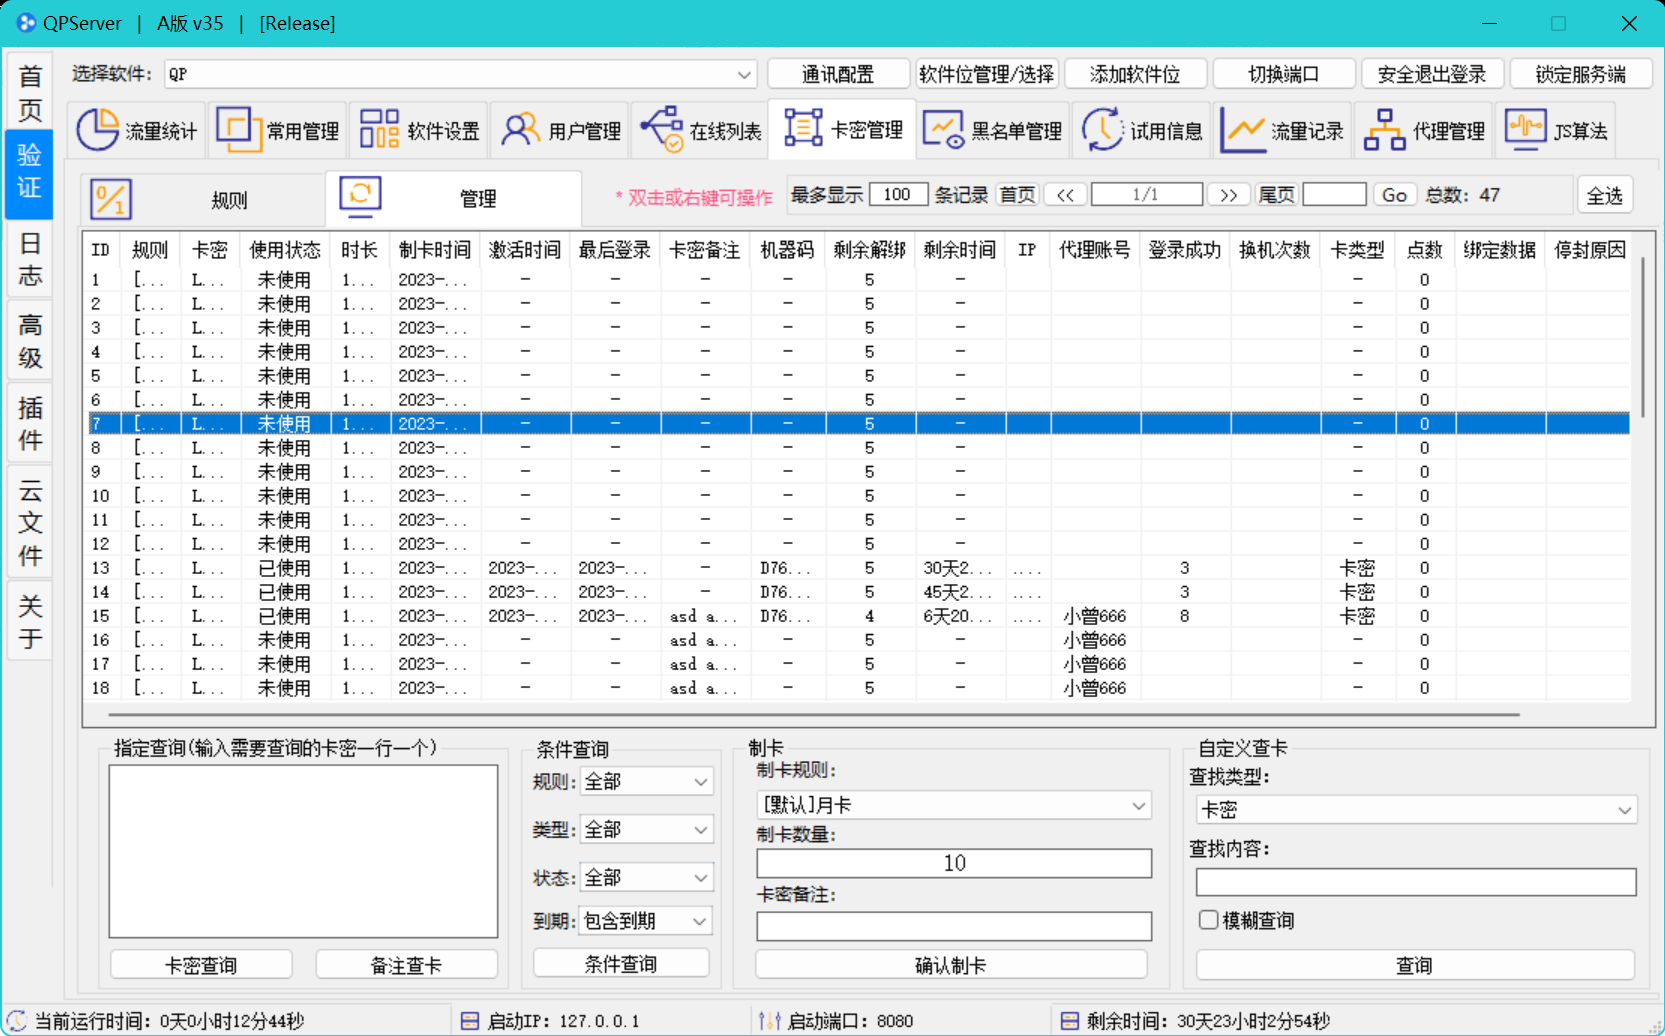 QPServer | A版 v35 | [Release]
首页
验证
日志
高级
插件
云文件
关于
选择软件: QP 通讯配置 软件位管理/选择 添加软件位 切换端口 安全退出登录 锁定服务端
流量统计 常用管理 软件设置 用户管理 在线列表 卡密管理 黑名单管理 试用信息 流量记录 代理管理 JS算法
规则 管理 * 双击或右键可操作 最多显示 100 条记录 首页 << 1/1 >> 尾页 Go 总数: 47 全选
ID 规则 卡密 使用状态 时长 制卡时间 激活时间 最后登录 卡密备注 机器码 剩余解绑 剩余时间 IP 代理账号 登录成功 换机次数 卡类型 点数 绑定数据 停封原因
1 [... L... 未使用 1... 2023-... - - - - 5 - - 0
2 [... L... 未使用 1... 2023-... - - - - 5 - - 0
3 [... L... 未使用 1... 2023-... - - - - 5 - - 0
4 [... L... 未使用 1... 2023-... - - - - 5 - - 0
5 [... L... 未使用 1... 2023-... - - - - 5 - - 0
6 [... L... 未使用 1... 2023-... - - - - 5 - - 0
7 [... L... 未使用 1... 2023-... - - - - 5 - - 0
8 [... L... 未使用 1... 2023-... - - - - 5 - - 0
9 [... L... 未使用 1... 2023-... - - - - 5 - - 0
10 [... L... 未使用 1... 2023-... - - - - 5 - - 0
11 [... L... 未使用 1... 2023-... - - - - 5 - - 0
12 [... L... 未使用 1... 2023-... - - - - 5 - - 0
13 [... L... 已使用 1... 2023-... 2023-... 2023-... - D76... 5 30天2... .... 3 卡密 0
14 [... L... 已使用 1... 2023-... 2023-... 2023-... - D76... 5 45天2... .... 3 卡密 0
15 [... L... 已使用 1... 2023-... 2023-... 2023-... asd a... D76... 4 6天20... .... 小曾666 8 卡密 0
16 [... L... 未使用 1... 2023-... - - asd a... - 5 - 小曾666 - 0
17 [... L... 未使用 1... 2023-... - - asd a... - 5 - 小曾666 - 0
18 [... L... 未使用 1... 2023-... - - asd a... - 5 - 小曾666 - 0
指定查询(输入需要查询的卡密一行一个)
卡密查询 备注查卡
条件查询
规则: 全部
类型: 全部
状态: 全部
到期: 包含到期
条件查询
制卡
制卡规则:
[默认]月卡
制卡数量:
10
卡密备注:
确认制卡
自定义查卡
查找类型:
卡密
查找内容:
模糊查询
查询
当前运行时间: 0天0小时12分44秒 启动IP: 127.0.0.1 启动端口: 8080 剩余时间: 30天23小时2分54秒